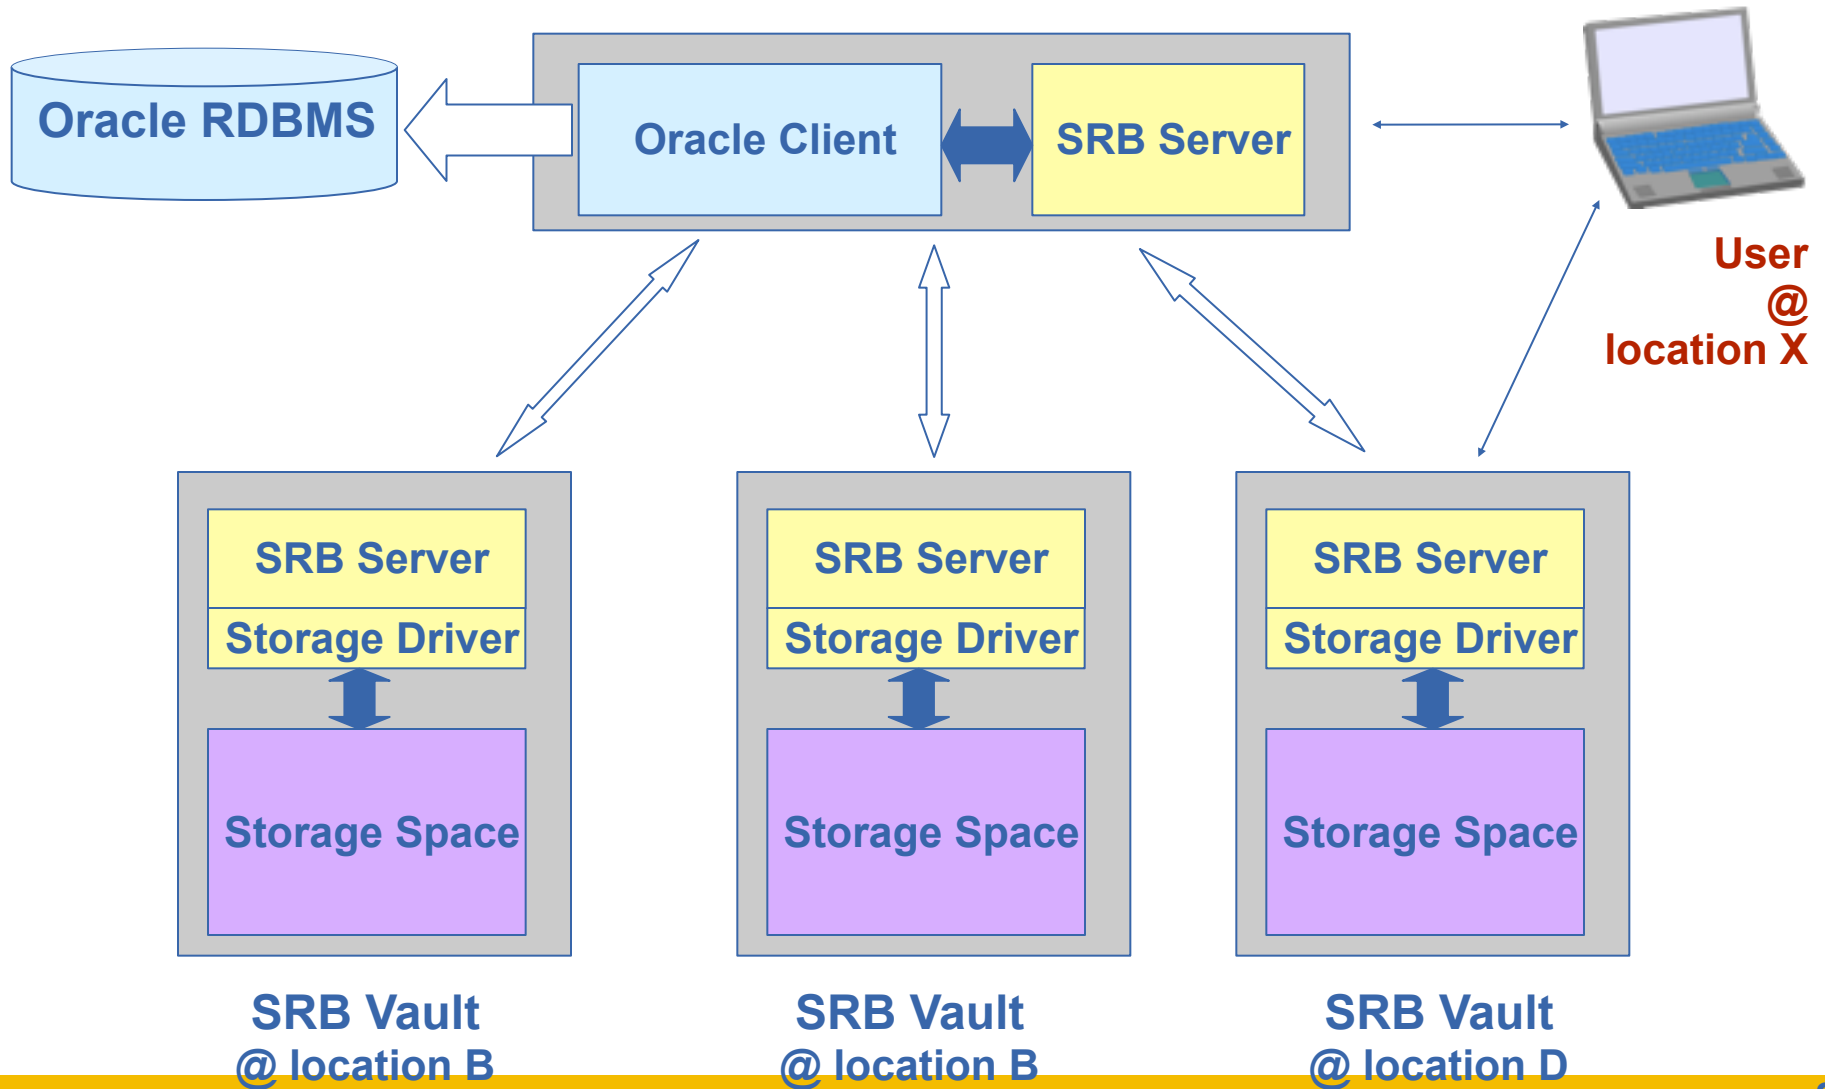 Oracle RDBMS
Oracle Client
SRB Server
User
@
location X
SRB Server
Storage Driver
Storage Space
SRB Vault
@ location B
SRB Server
Storage Driver
Storage Space
SRB Vault
@ location B
SRB Server
Storage Driver
Storage Space
SRB Vault
@ location D